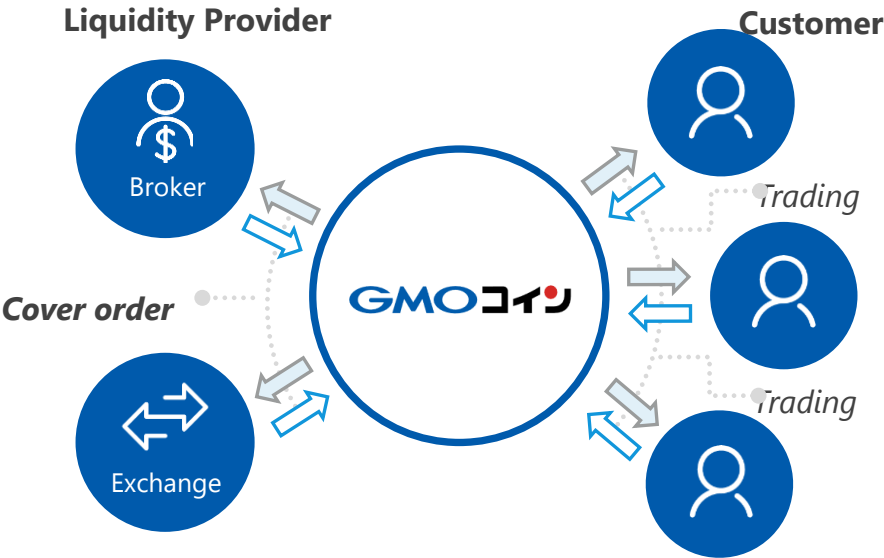 Liquidity Provider
Customer
Broker
Trading
GMOコイン
Cover order
Trading
Exchange